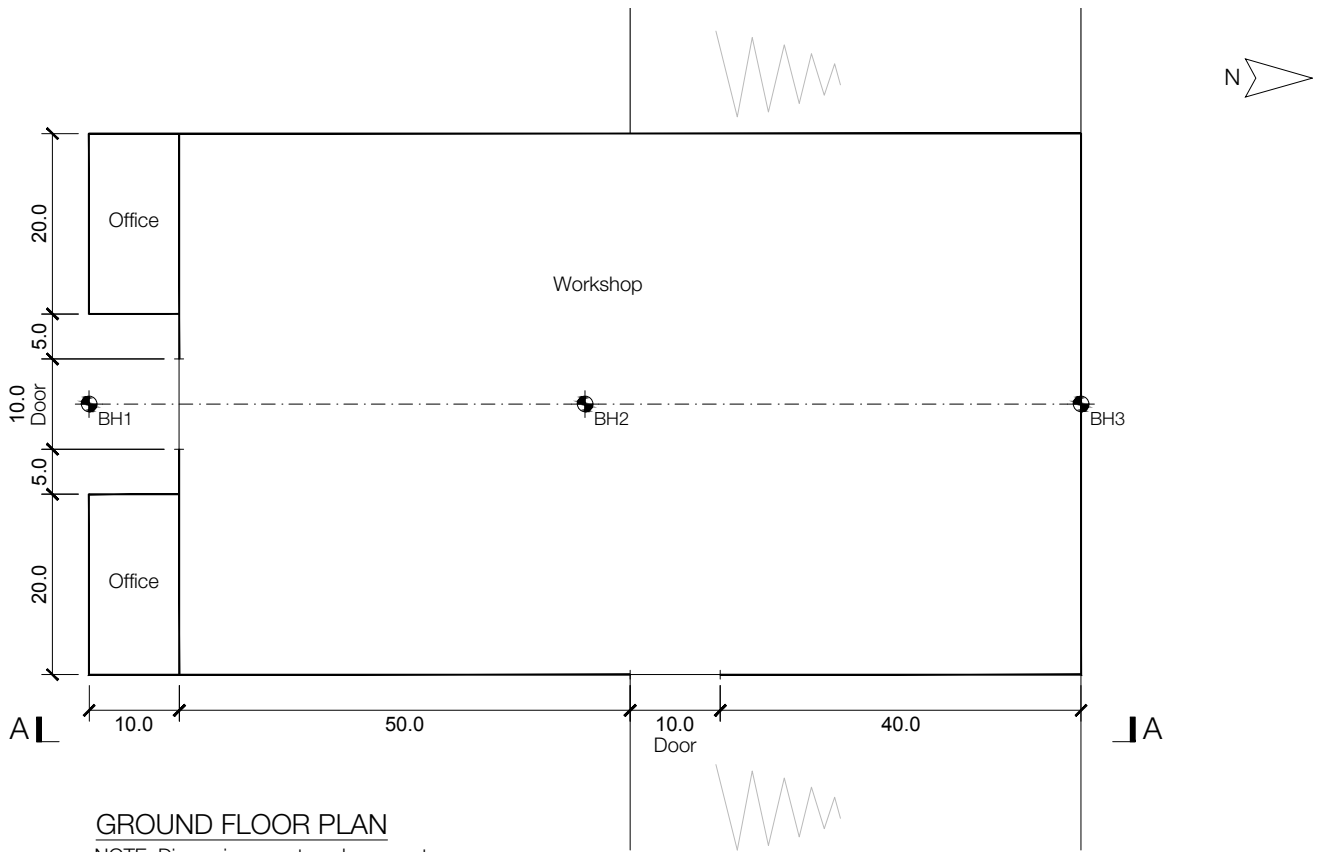 N
20.0
Office
Workshop
5.0
10.0
Door
BH1
BH2
BH3
5.0
20.0
Office
A
10.0
50.0
10.0
Door
40.0
A
GROUND FLOOR PLAN